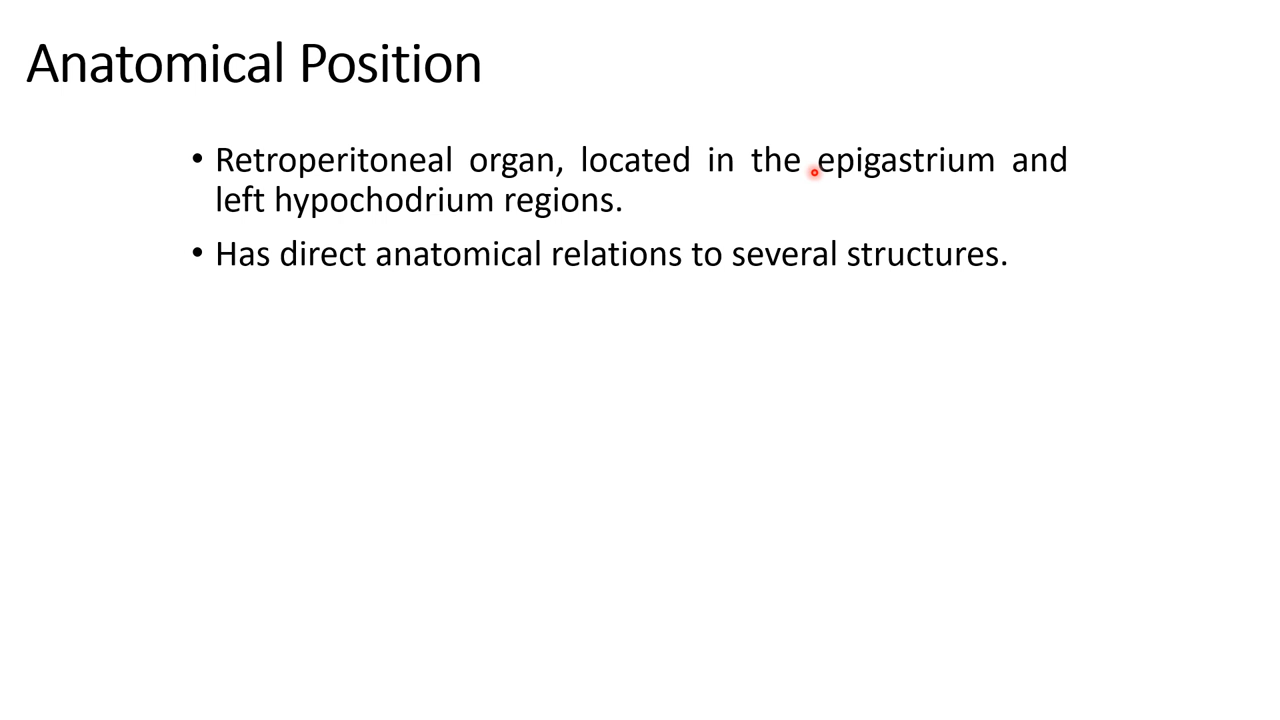 Anatomical Position
• Retroperitoneal organ, located in the epigastrium and
left hypochodrium regions.
• Has direct anatomical relations to several structures.